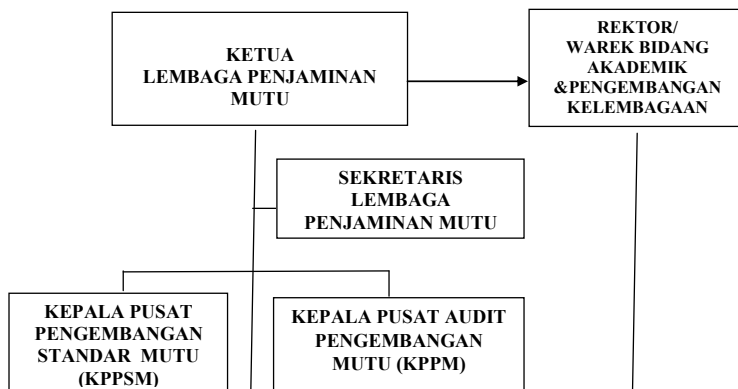 KETUA
LEMBAGA PENJAMINAN
MUTU
REKTOR/
WAREK BIDANG
AKADEMIK
&PENGEMBANGAN
KELEMBAGAAN
SEKRETARIS
LEMBAGA
PENJAMINAN MUTU
KEPALA PUSAT
PENGEMBANGAN
STANDAR MUTU
(KPPSM)
KEPALA PUSAT AUDIT
PENGEMBANGAN
MUTU (KPPM)